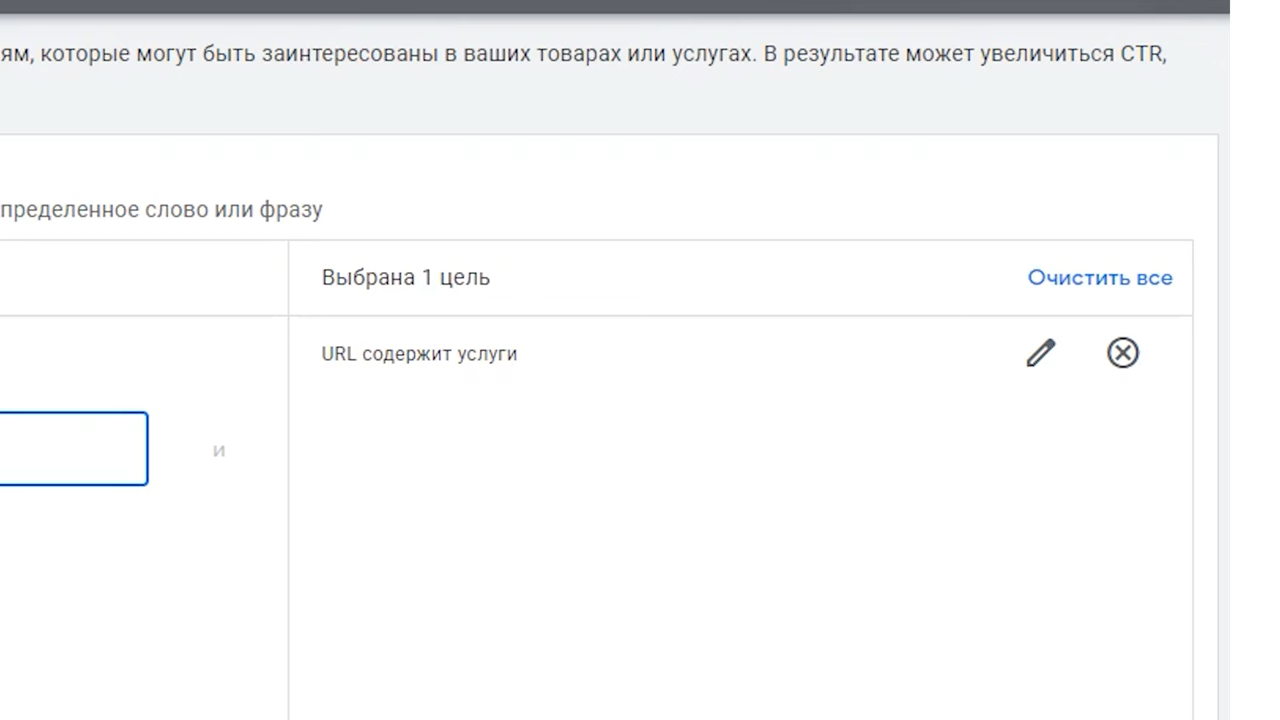 ям, которые могут быть заинтересованы в ваших товарах или услугах. В результате может увеличиться CTR,
пределенное слово или фразу
Выбрана 1 цель
Очистить все
URL содержит услуги
и